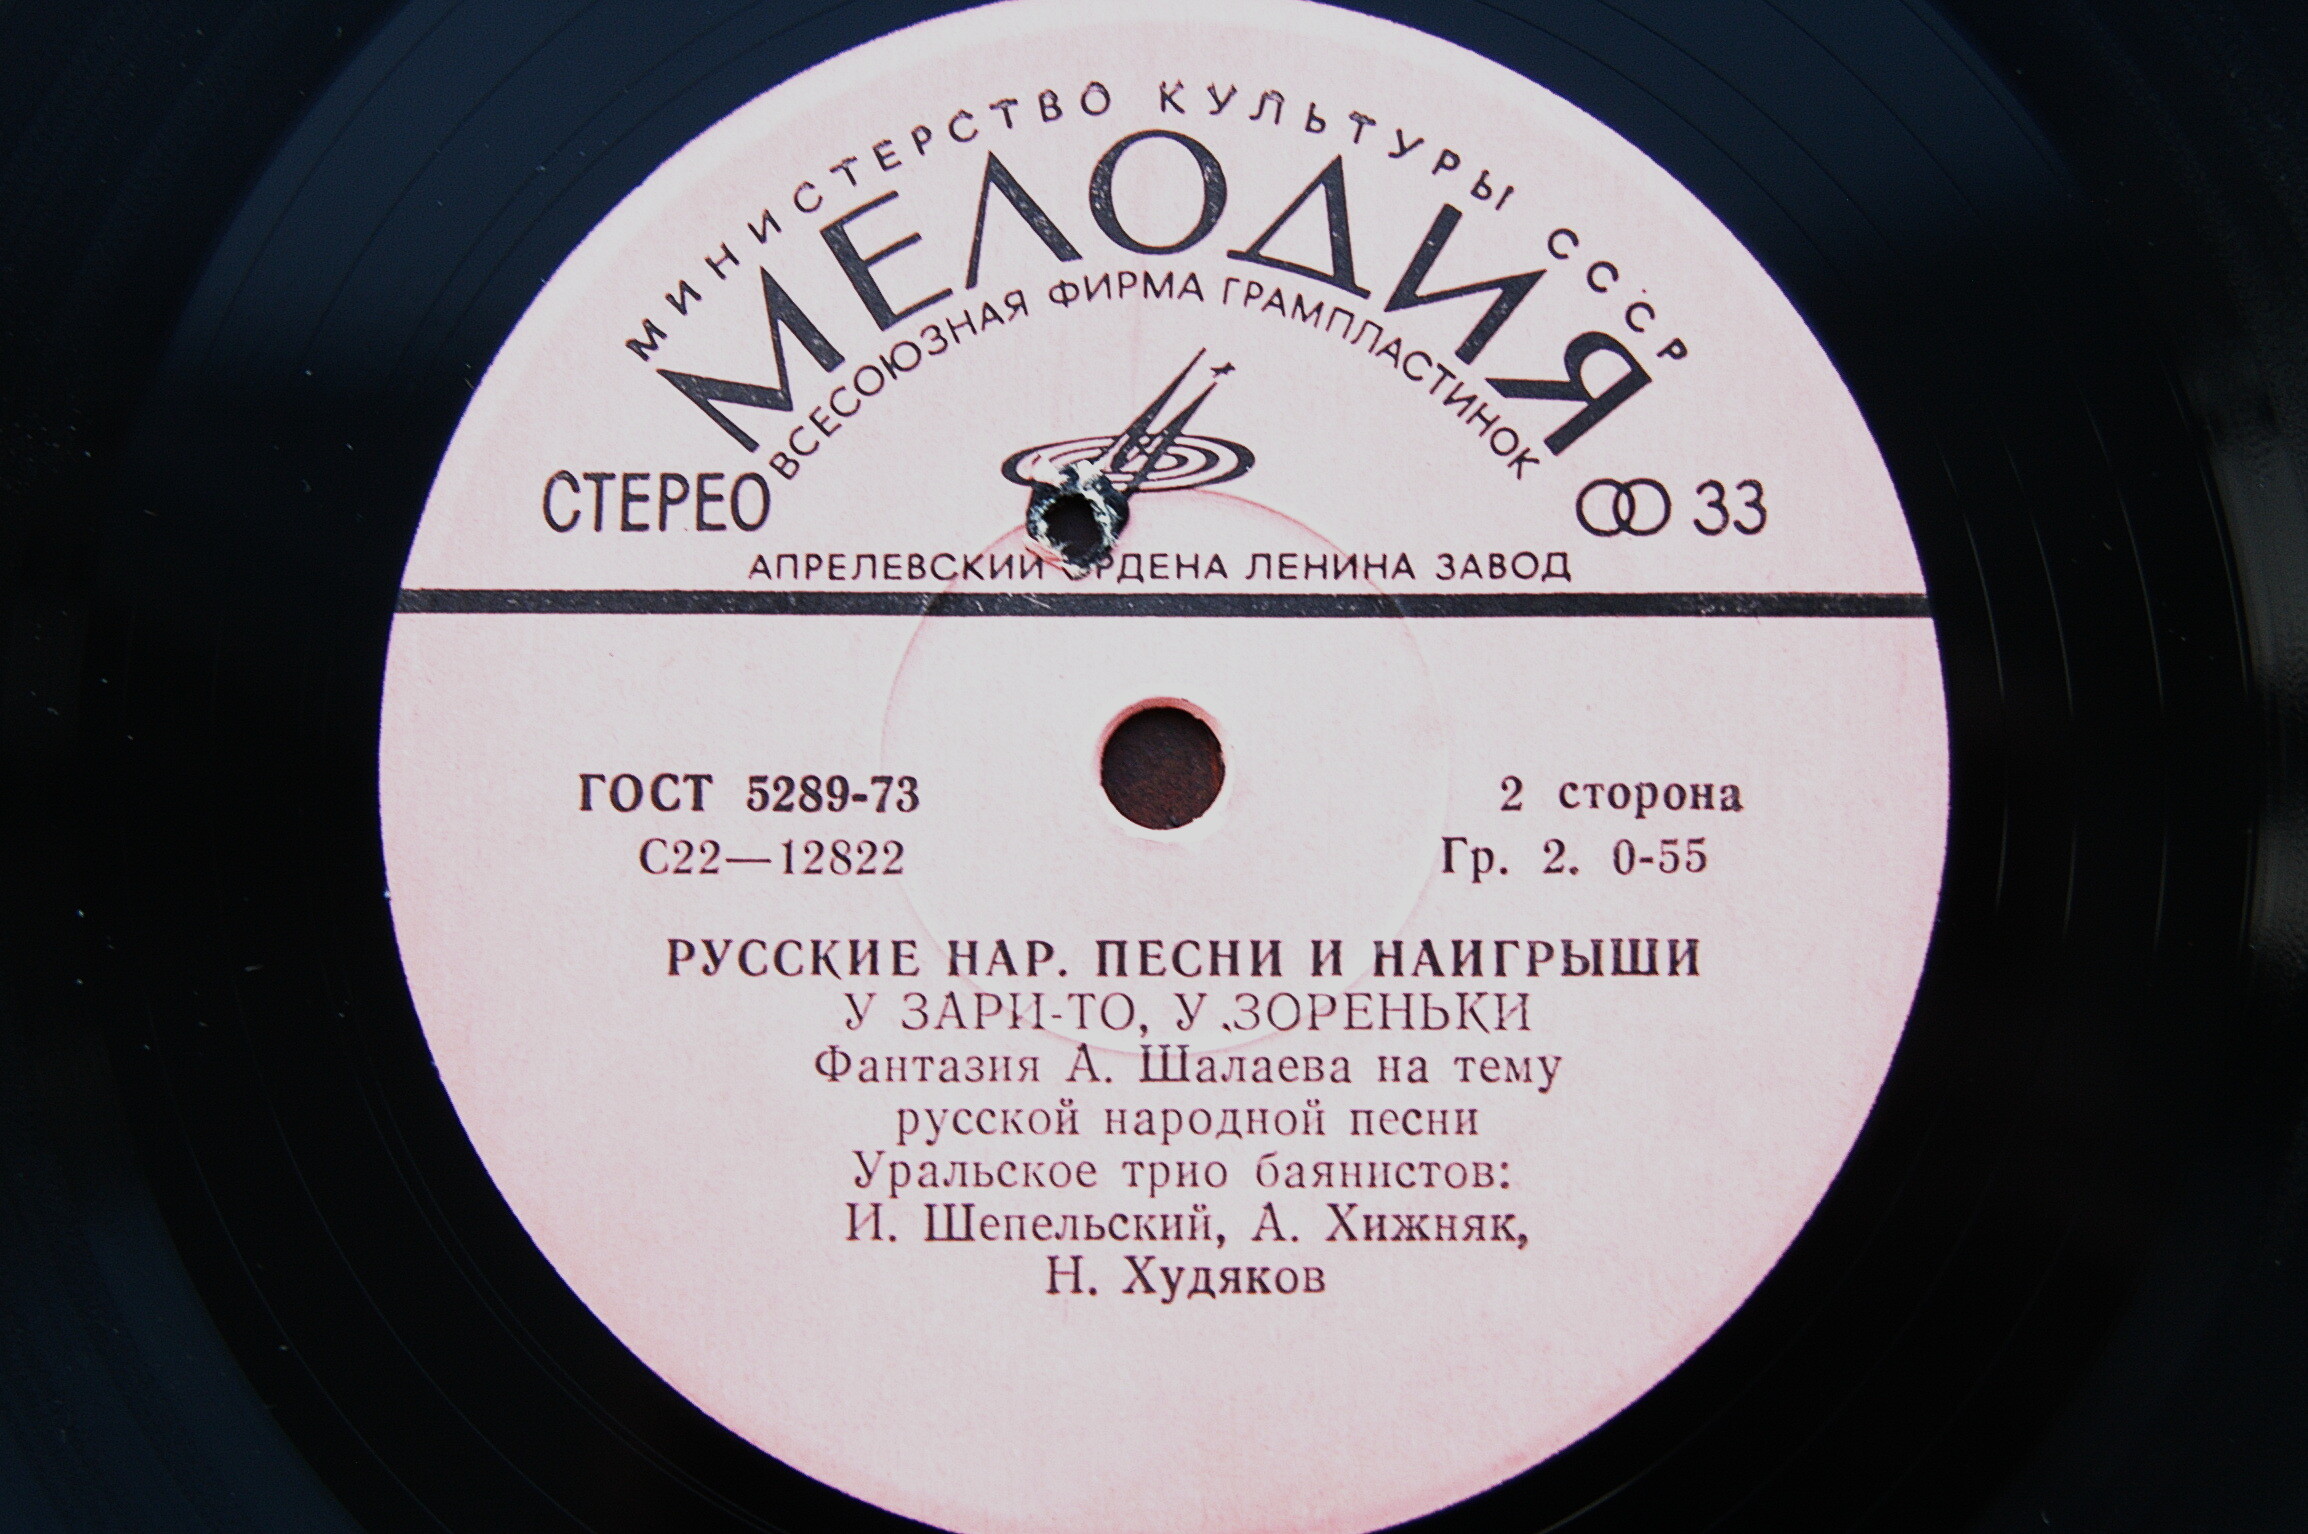 МИНИСТЕРСТВО КУЛЬТУРЫ СССР
МЕЛОДИЯ
ВСЕСОЮЗНАЯ ФИРМА ГРАМПЛАСТИНОК
СТЕРЕО
33
АПРЕЛЕВСКИЙ ОРДЕНА ЛЕНИНА ЗАВОД
ГОСТ 5289-73
2 сторона
С22—12822
Гр. 2. 0-55
РУССКИЕ НАР. ПЕСНИ И НАИГРЫШИ
У ЗАРИ-ТО, У ЗОРЕНЬКИ
Фантазия А. Шалаева на тему
русской народной песни
Уральское трио баянистов:
И. Шепельский, А. Хижняк,
Н. Худяков